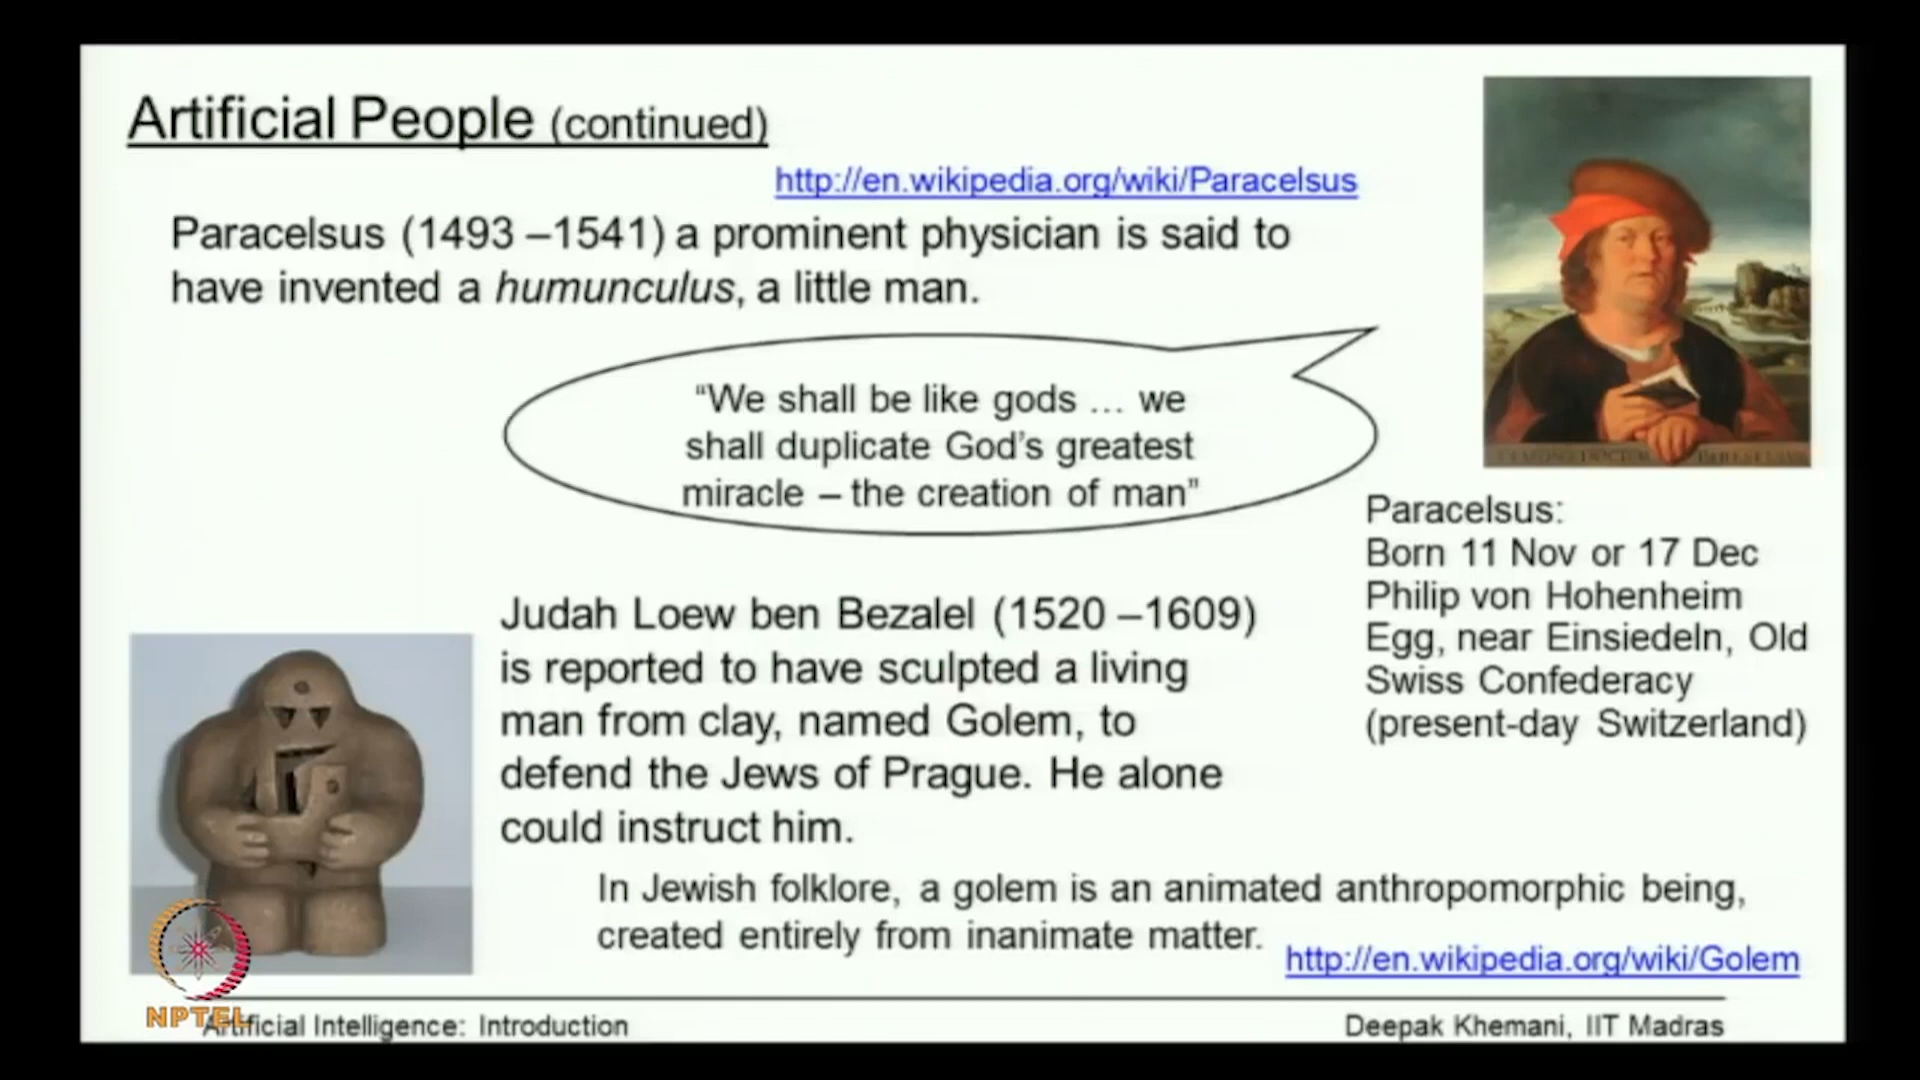 Artificial People (continued)
http://en.wikipedia.org/wiki/Paracelsus
Paracelsus (1493 –1541) a prominent physician is said to
have invented a humunculus, a little man.
“We shall be like gods ... we
shall duplicate God’s greatest
miracle – the creation of man”
Paracelsus:
Born 11 Nov or 17 Dec
Philip von Hohenheim
Egg, near Einsiedeln, Old
Swiss Confederacy
(present-day Switzerland)
Judah Loew ben Bezalel (1520 –1609)
is reported to have sculpted a living
man from clay, named Golem, to
defend the Jews of Prague. He alone
could instruct him.
In Jewish folklore, a golem is an animated anthropomorphic being,
created entirely from inanimate matter.
http://en.wikipedia.org/wiki/Golem
NPTEL
Artificial Intelligence: Introduction
Deepak Khemani, IIT Madras